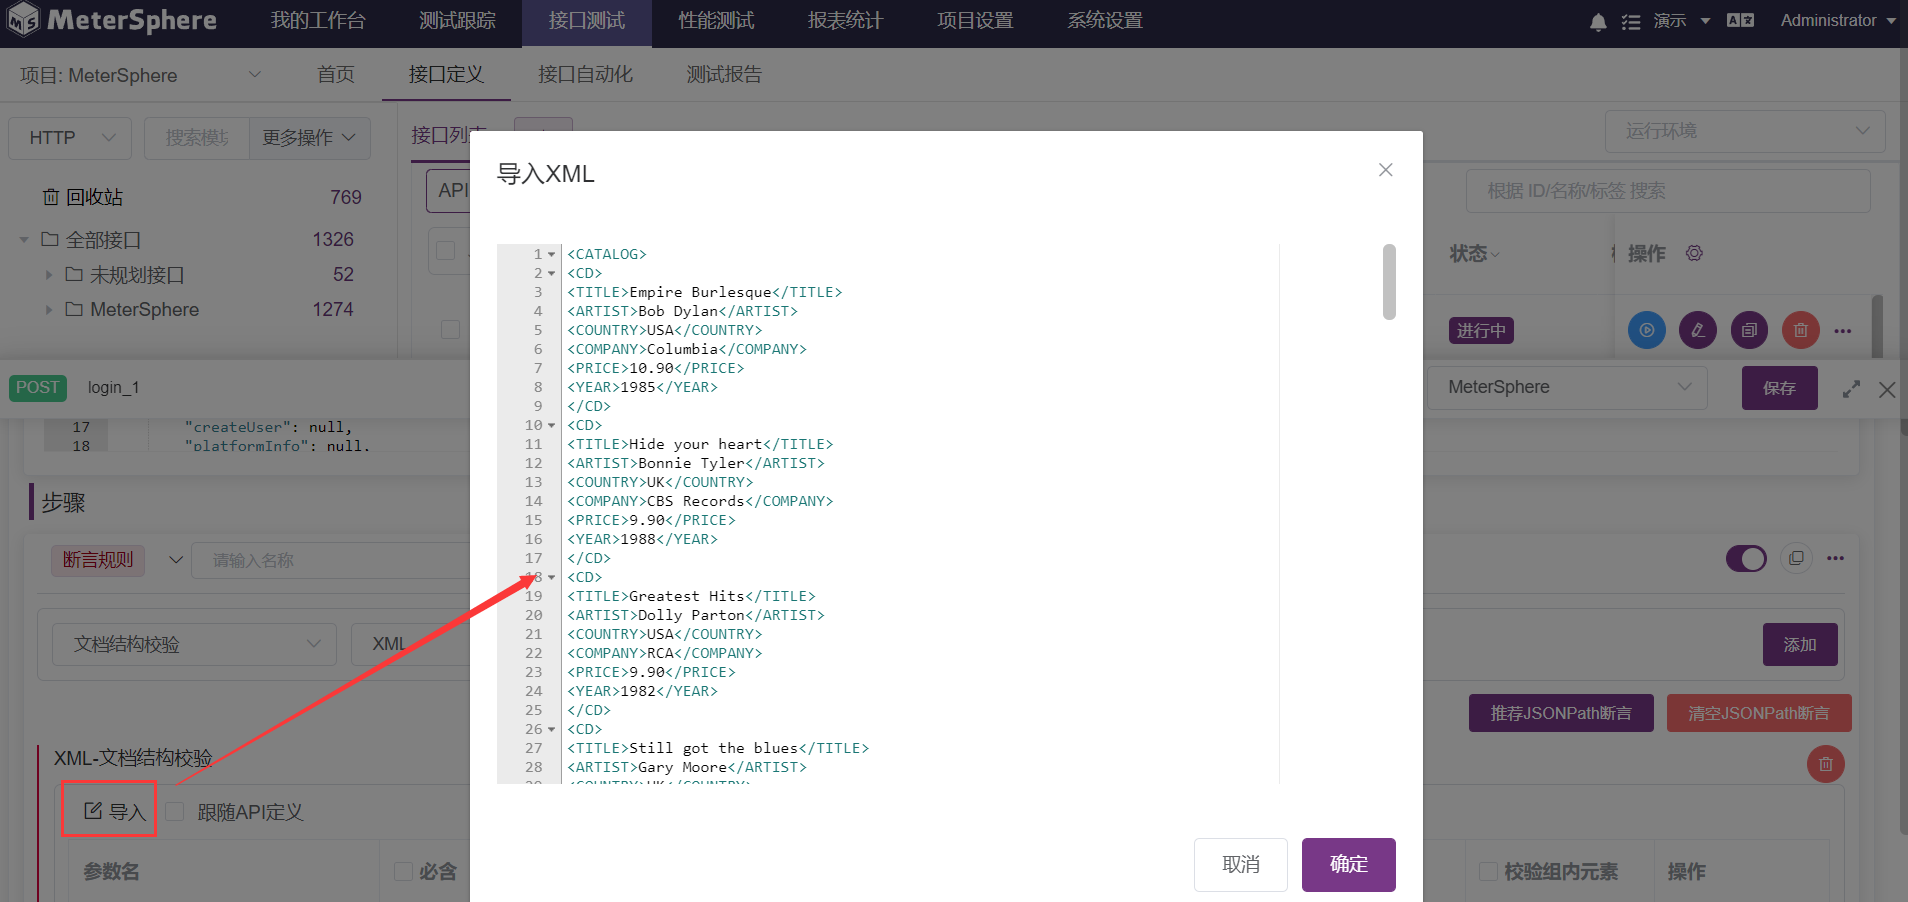 MeterSphere 我的工作台 测试跟踪 接口测试 性能测试 报表统计 项目设置 系统设置 演示 Administrator
项目: MeterSphere 首页 接口定义 接口自动化 测试报告
HTTP 搜索模块 更多操作 接口列表 运行环境
回收站 769
API 根据 ID/名称/标签 搜索
全部接口 1326
状态 操作
未规划接口 52
MeterSphere 1274
进行中
POST login_1 MeterSphere 保存
17 "createUser": null,
18 "platformInfo": null,
步骤
断言规则 请输入名称
文档结构校验 XML 添加
推荐JSONPath断言 清空JSONPath断言
XML-文档结构校验
导入 跟随API定义
参数名 必含 校验组内元素 操作
导入XML
1 <CATALOG>
2 <CD>
3 <TITLE>Empire Burlesque</TITLE>
4 <ARTIST>Bob Dylan</ARTIST>
5 <COUNTRY>USA</COUNTRY>
6 <COMPANY>Columbia</COMPANY>
7 <PRICE>10.90</PRICE>
8 <YEAR>1985</YEAR>
9 </CD>
10 <CD>
11 <TITLE>Hide your heart</TITLE>
12 <ARTIST>Bonnie Tyler</ARTIST>
13 <COUNTRY>UK</COUNTRY>
14 <COMPANY>CBS Records</COMPANY>
15 <PRICE>9.90</PRICE>
16 <YEAR>1988</YEAR>
17 </CD>
18 <CD>
19 <TITLE>Greatest Hits</TITLE>
20 <ARTIST>Dolly Parton</ARTIST>
21 <COUNTRY>USA</COUNTRY>
22 <COMPANY>RCA</COMPANY>
23 <PRICE>9.90</PRICE>
24 <YEAR>1982</YEAR>
25 </CD>
26 <CD>
27 <TITLE>Still got the blues</TITLE>
28 <ARTIST>Gary Moore</ARTIST>
29 <COUNTRY>UK</COUNTRY>
取消 确定